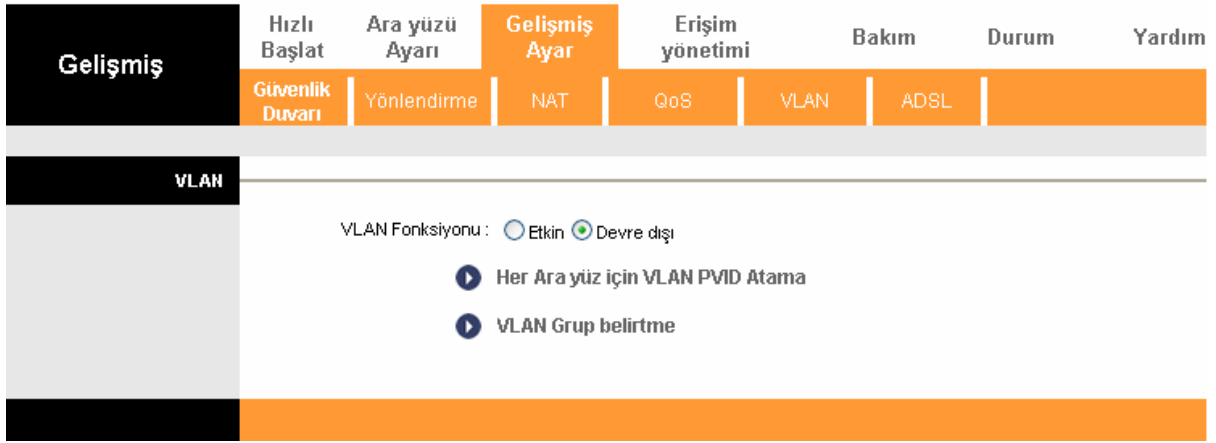 Gelişmiş
Hızlı Başlat
Ara yüzü Ayarı
Gelişmiş Ayar
Erişim yönetimi
Bakım
Durum
Yardım
Güvenlik Duvarı
Yönlendirme
NAT
QoS
VLAN
ADSL
VLAN
VLAN Fonksiyonu : Etkin Devre dışı
Her Ara yüz için VLAN PVID Atama
VLAN Grup belirtme